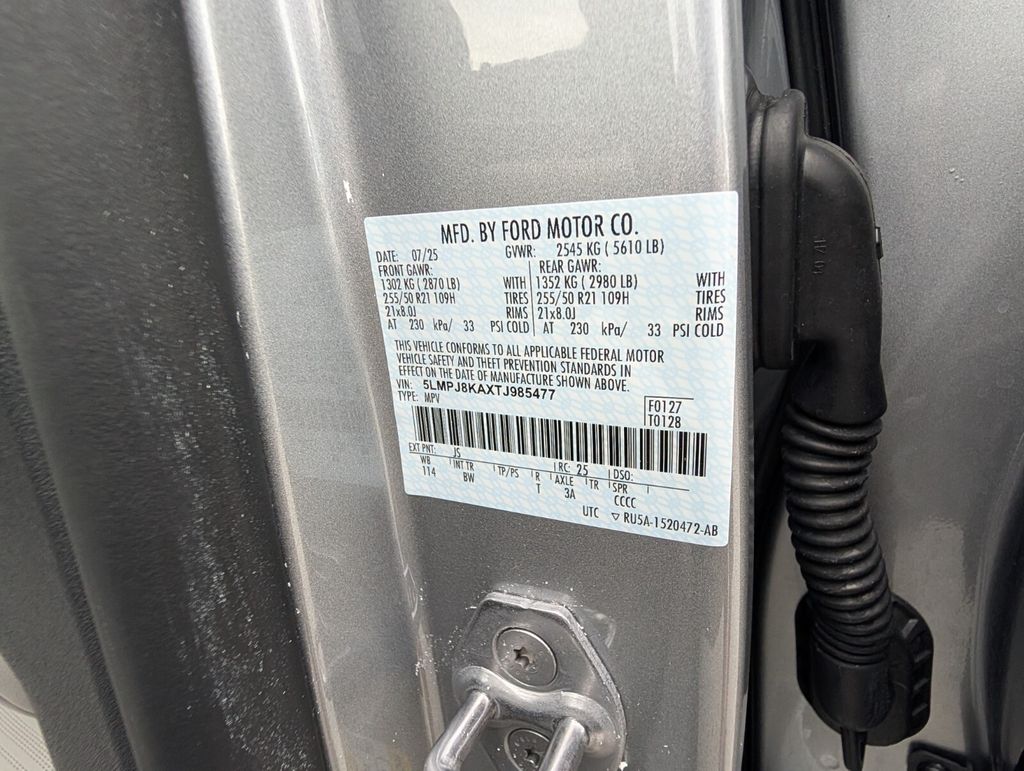 MFD. BY FORD MOTOR CO.
DATE: 07/25 GVWR: 2545 KG ( 5610 LB)
FRONT GAWR: REAR GAWR:
1302 KG ( 2870 LB) WITH 1352 KG ( 2980 LB) WITH
255/50 R21 109H TIRES 255/50 R21 109H TIRES
21x8.0J RIMS 21x8.0J RIMS
AT 230 kPa/ 33 PSI COLD AT 230 kPa/ 33 PSI COLD
THIS VEHICLE CONFORMS TO ALL APPLICABLE FEDERAL MOTOR
VEHICLE SAFETY AND THEFT PREVENTION STANDARDS IN
EFFECT ON THE DATE OF MANUFACTURE SHOWN ABOVE.
VIN: 5LMPJ8KAXTJ985477
TYPE: MPV F0127
T0128
EXT PNT: JS RC: 25 DSO:
WB INT TR TP/PS R AXLE TR SPR
114 BW T 3A CCCC
UTC ▽ RU5A-1520472-AB